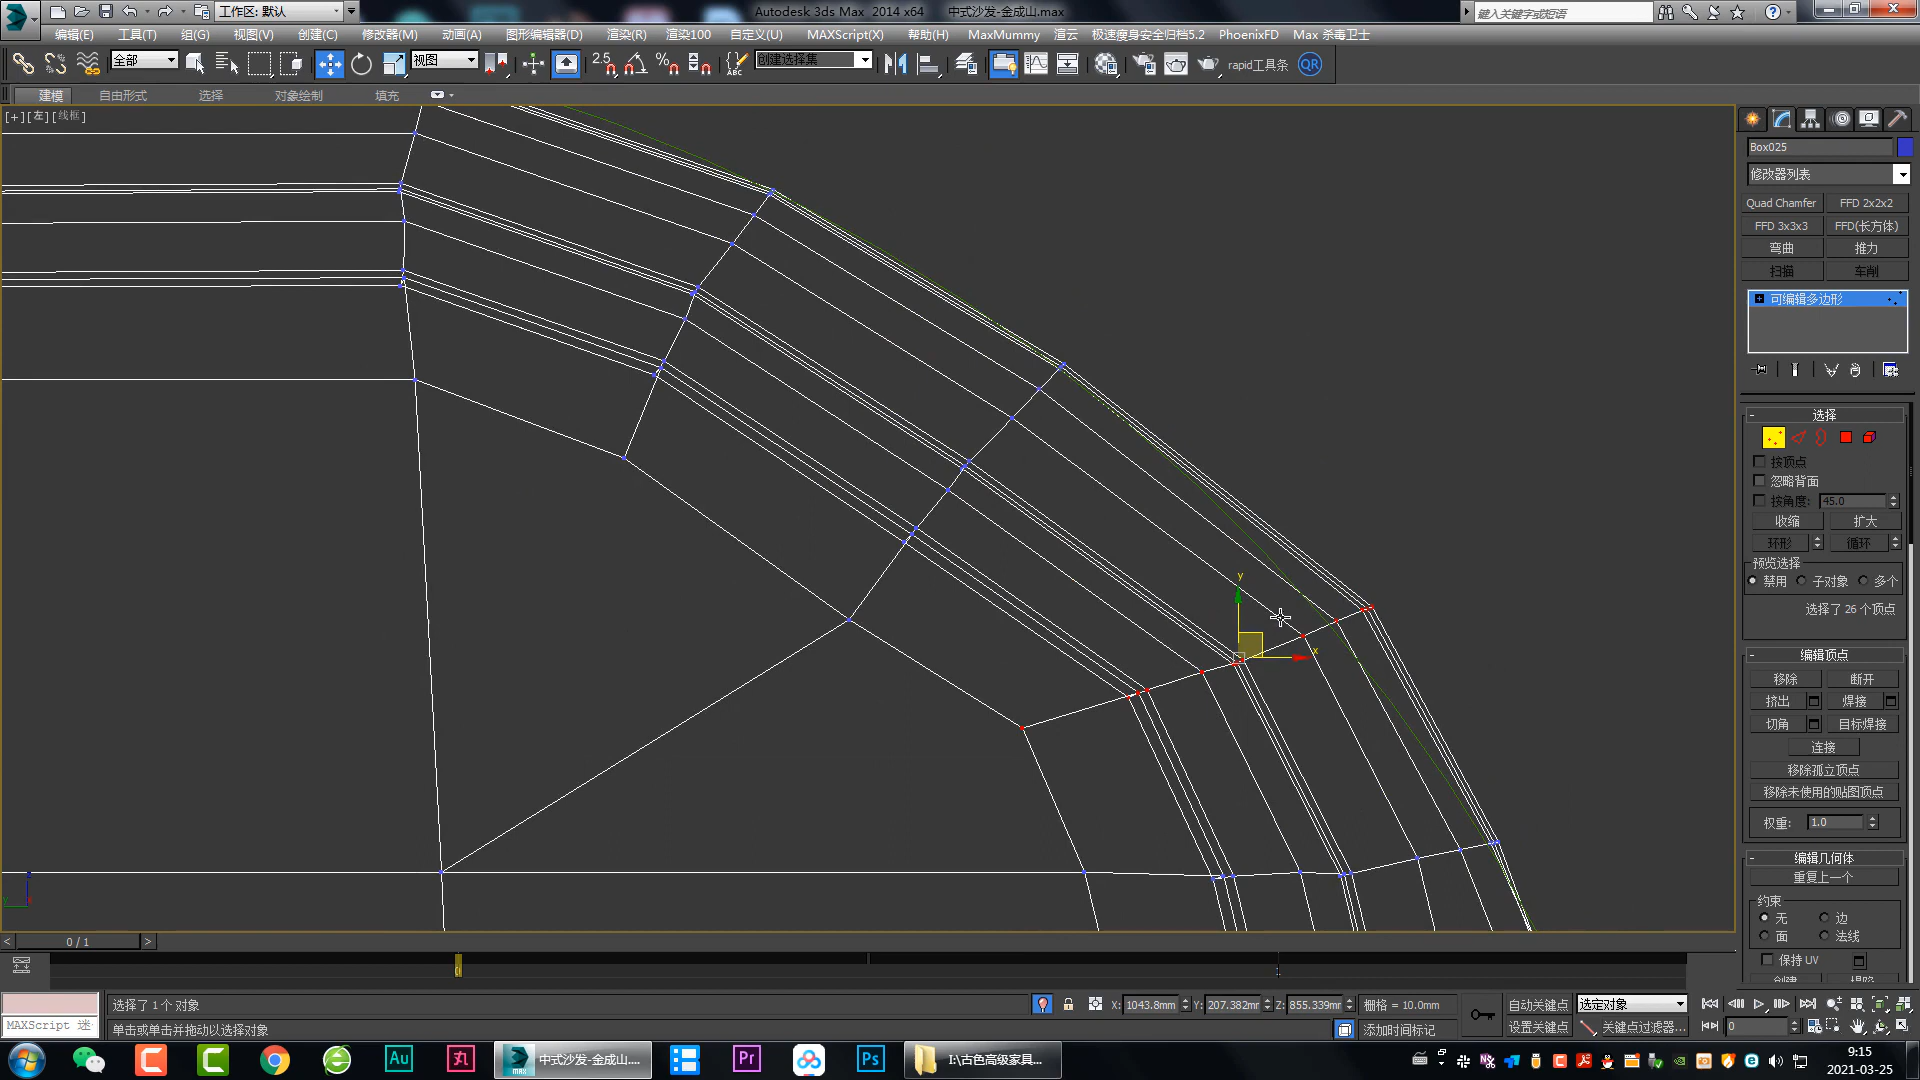 工作区: 默认
Autodesk 3ds Max 2014 x64 中式沙发-金成山.max
键入关键字或短语
编辑(E) 工具(T) 组(G) 视图(V) 创建(C) 修改器(M) 动画(A) 图形编辑器(D) 渲染(R) 渲染100 自定义(U) MAXScript(X) 帮助(H) MaxMummy 渲云 极速瘦身安全归档5.2 PhoenixFD Max 杀毒卫士
全部 视图 2.5 ABC 创建选择集 rapid工具条 QR
建模 自由形式 选择 对象绘制 填充
[+][左][线框]
Box025
修改器列表
Quad Chamfer FFD 2x2x2
FFD 3x3x3 FFD(长方体)
弯曲 推力
扫描 车削
可编辑多边形
选择
按顶点
忽略背面
按角度: 45.0
收缩 扩大
环形 循环
预览选择
禁用 子对象 多个
选择了 26 个顶点
编辑顶点
移除 断开
挤出 焊接
切角 目标焊接
连接
移除孤立顶点
移除未使用的贴图顶点
权重: 1.0
编辑几何体
重复上一个
约束
无 边
面 法线
保持 UV
y
x
< 0 / 1 >
选择了 1 个 对象
X: 1043.8mm Y: 207.382mm Z: 855.339mm 栅格 = 10.0mm 自动关键点 选定对象
MAXScript 迷
单击或单击并拖动以选择对象
添加时间标记 设置关键点 关键点过滤器... 0
Au 丸 MAX 中式沙发-金成山.... Pr Ps I:\古色高级家具...
9:15
2021-03-25